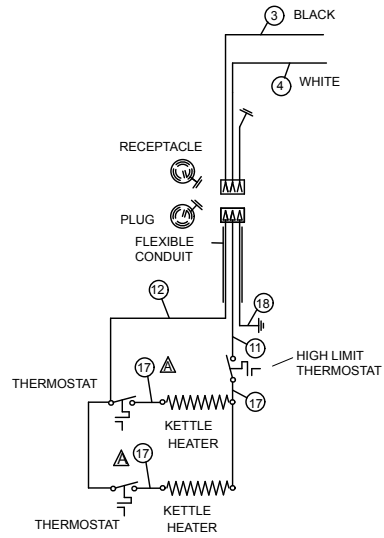 3 BLACK
4
WHITE
RECEPTACLE
PLUG
FLEXIBLE
CONDUIT
12
18
11
HIGH LIMIT
THERMOSTAT
17 A
17
THERMOSTAT
KETTLE
HEATER
A 17
THERMOSTAT
KETTLE
HEATER